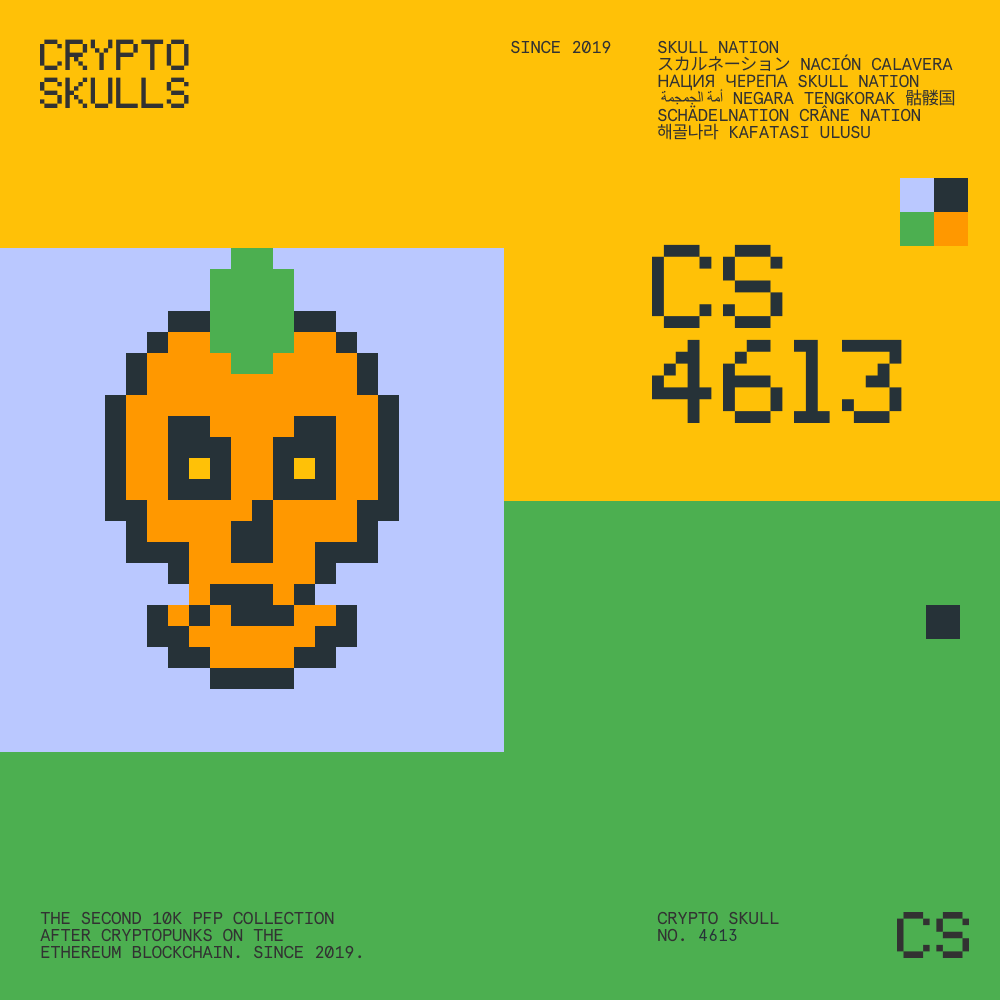 CRYPTO
SKULLS
SINCE 2019
SKULL NATION
スカルネーション NACIÓN CALAVERA
НАЦИЯ ЧЕРЕПА SKULL NATION
أمة الجمجمة NEGARA TENGKORAK 骷髅国
SCHÄDELNATION CRÂNE NATION
해골나라 KAFATASI ULUSU
CS
4613
THE SECOND 10K PFP COLLECTION
AFTER CRYPTOPUNKS ON THE
ETHEREUM BLOCKCHAIN. SINCE 2019.
CRYPTO SKULL
NO. 4613
CS